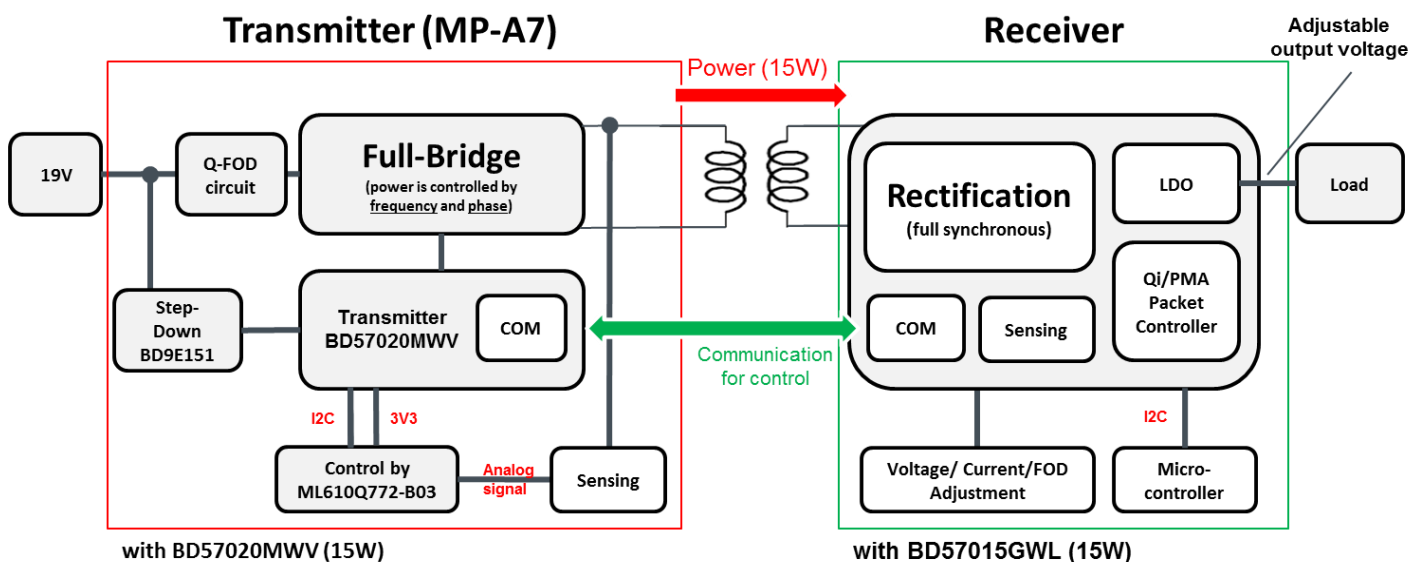 Transmitter (MP-A7)
Receiver
Adjustable
output voltage
Power (15W)
19V
Q-FOD
circuit
Full-Bridge
(power is controlled by
frequency and phase)
Rectification
(full synchronous)
LDO
Load
Qi/PMA
Packet
Controller
Step-
Down
BD9E151
Transmitter
BD57020MWV
COM
COM
Sensing
Communication
for control
I2C
3V3
I2C
Control by
ML610Q772-B03
Analog
signal
Sensing
Voltage/ Current/FOD
Adjustment
Micro-
controller
with BD57020MWV (15W)
with BD57015GWL (15W)